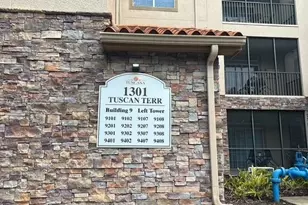 TUSCANY
1301
TUSCAN TERR
Building 9 Left Tower
9101 9102 9107 9108
9201 9202 9207 9208
9301 9302 9307 9308
9401 9402 9407 9408